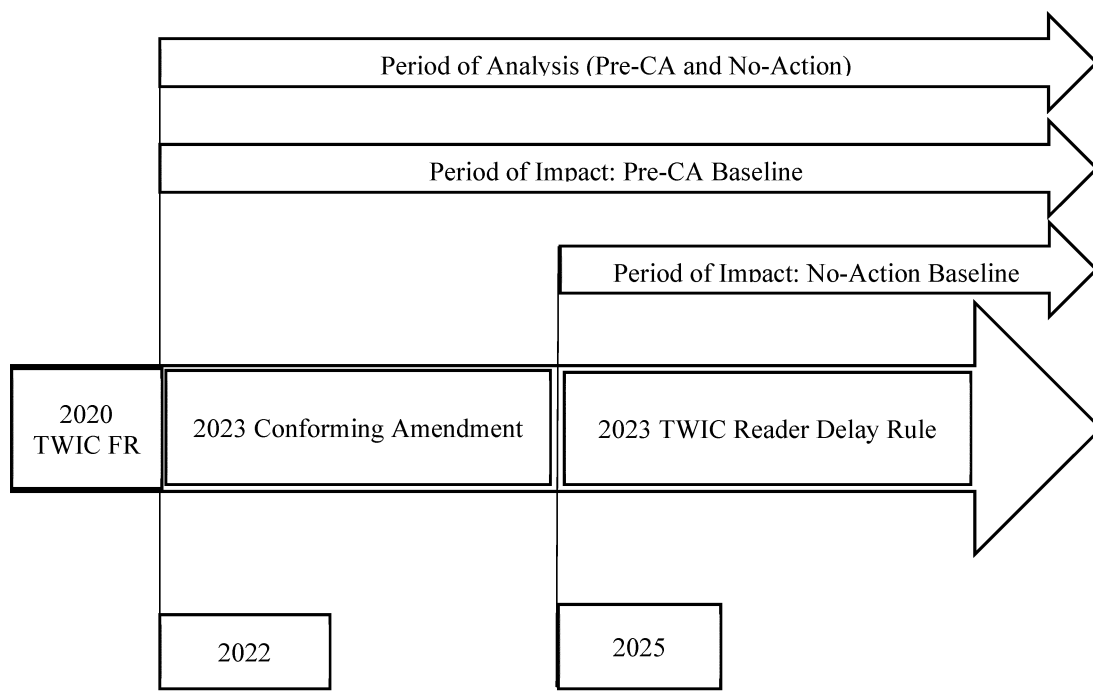 Period of Analysis (Pre-CA and No-Action)
Period of Impact: Pre-CA Baseline
Period of Impact: No-Action Baseline
2020
TWIC FR
2023 Conforming Amendment
2023 TWIC Reader Delay Rule
2022
2025